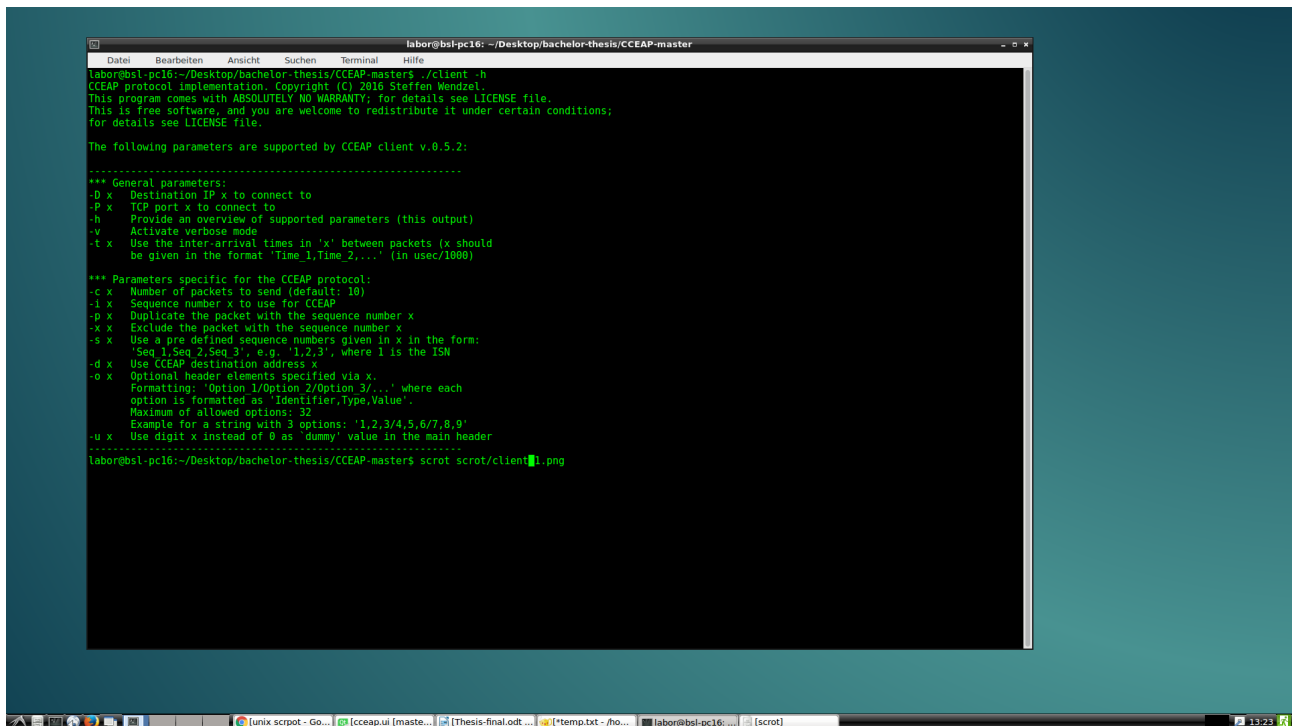 labor@bsl-pc16: ~/Desktop/bachelor-thesis/CCEAP-master
Datei Bearbeiten Ansicht Suchen Terminal Hilfe
labor@bsl-pc16:~/Desktop/bachelor-thesis/CCEAP-master$ ./client -h
CCEAP protocol implementation. Copyright (C) 2016 Steffen Wendzel.
This program comes with ABSOLUTELY NO WARRANTY; for details see LICENSE file.
This is free software, and you are welcome to redistribute it under certain conditions;
for details see LICENSE file.
The following parameters are supported by CCEAP client v.0.5.2:
--------------------------------------------------------------
*** General parameters:
-D x Destination IP x to connect to
-P x TCP port x to connect to
-h Provide an overview of supported parameters (this output)
-v Activate verbose mode
-t x Use the inter-arrival times in 'x' between packets (x should
be given in the format 'Time_1,Time_2,...' (in usec/1000)
*** Parameters specific for the CCEAP protocol:
-c x Number of packets to send (default: 10)
-i x Sequence number x to use for CCEAP
-p x Duplicate the packet with the sequence number x
-x x Exclude the packet with the sequence number x
-s x Use a pre defined sequence numbers given in x in the form:
'Seq_1,Seq_2,Seq_3', e.g. '1,2,3', where 1 is the ISN
-d x Use CCEAP destination address x
-o x Optional header elements specified via x.
Formatting: 'Option_1/Option_2/Option_3/...' where each
option is formatted as 'Identifier,Type,Value'.
Maximum of allowed options: 32
Example for a string with 3 options: '1,2,3/4,5,6/7,8,9'
-u x Use digit x instead of 0 as `dummy' value in the main header
--------------------------------------------------------------
labor@bsl-pc16:~/Desktop/bachelor-thesis/CCEAP-master$ scrot scrot/client 1.png
[unix scrpot - Go... [cceap.ui [maste... [Thesis-final.odt ... [*temp.txt - /ho... labor@bsl-pc16: ... [scrot] 13:23